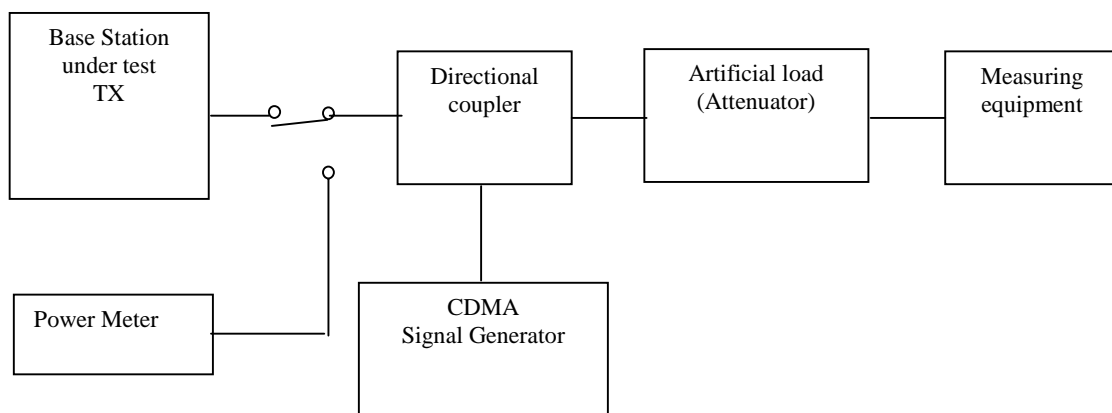 Base Station
under test
TX
Directional
coupler
Artificial load
(Attenuator)
Measuring
equipment
Power Meter
CDMA
Signal Generator